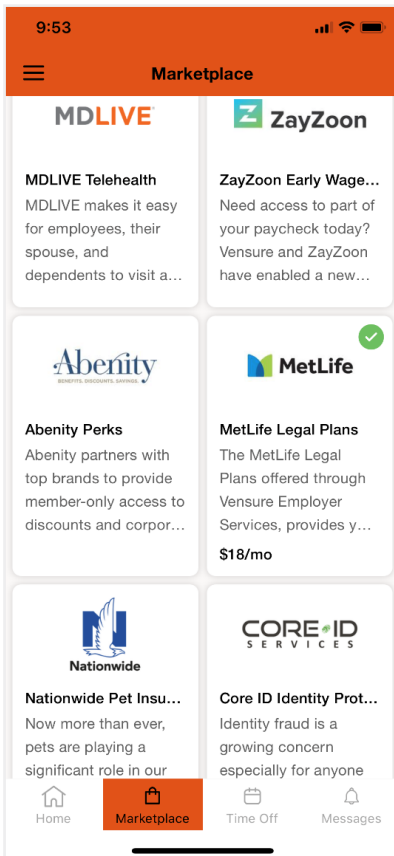 9:53
Marketplace
MDLIVE
ZayZoon
MDLIVE Telehealth
MDLIVE makes it easy
for employees, their
spouse, and
dependents to visit a...
ZayZoon Early Wage...
Need access to part of
your paycheck today?
Vensure and ZayZoon
have enabled a new...
Abenity
BENEFITS. DISCOUNTS. SAVINGS.
Abenity Perks
Abenity partners with
top brands to provide
member-only access to
discounts and corpor...
MetLife
MetLife Legal Plans
The MetLife Legal
Plans offered through
Vensure Employer
Services, provides y...
$18/mo
Nationwide
Nationwide Pet Insu...
Now more than ever,
pets are playing a
significant role in our
CORE ID
SERVICES
Core ID Identity Prot...
Identity fraud is a
growing concern
especially for anyone
Home
Marketplace
Time Off
Messages